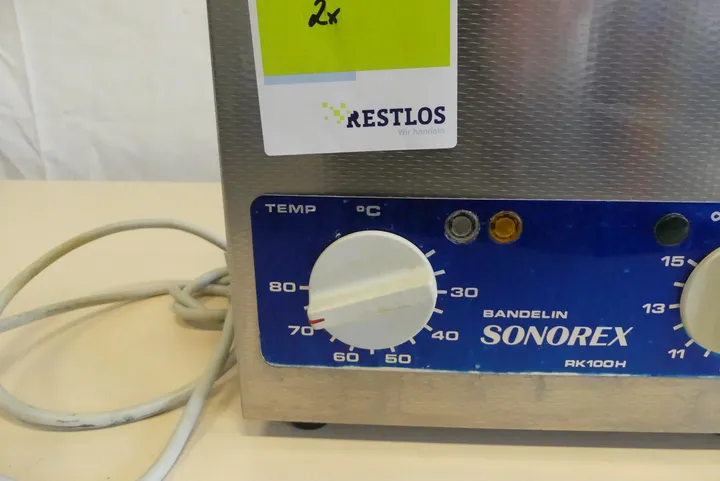 2x
RESTLOS
Wir handeln.
TEMP °C
80
70
60
50
40
30
BANDELIN
SONOREX
RK100H
15
13
11